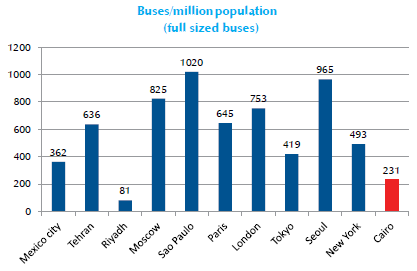 Buses/million population
(full sized buses)
1200
1000
800
600
400
200
0
362
636
81
825
1020
645
753
419
965
493
231
Mexico city
Tehran
Riyadh
Moscow
Sao Paulo
Paris
London
Tokyo
Seoul
New York
Cairo